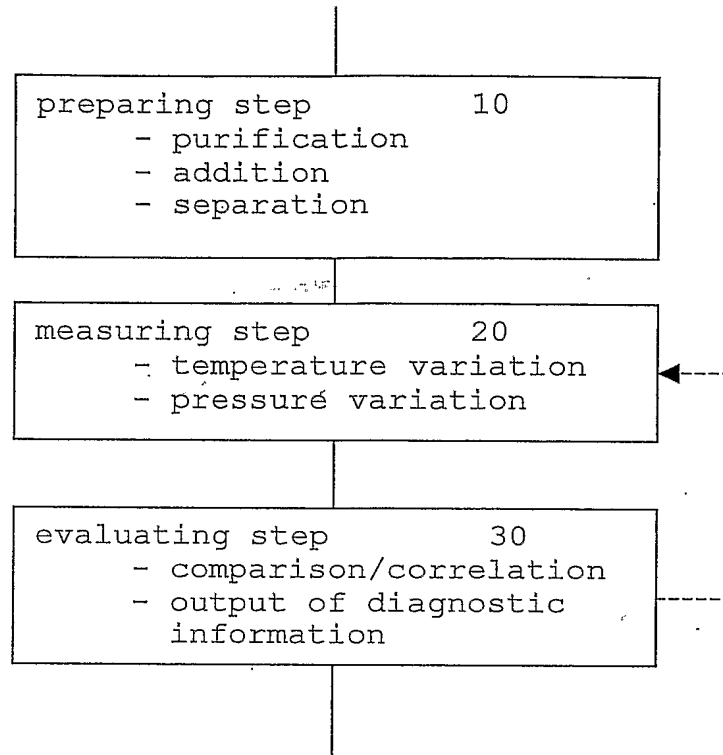 preparing step 10
- purification
- addition
- separation
measuring step 20
- temperature variation
- pressure variation
evaluating step 30
- comparison/correlation
- output of diagnostic
information